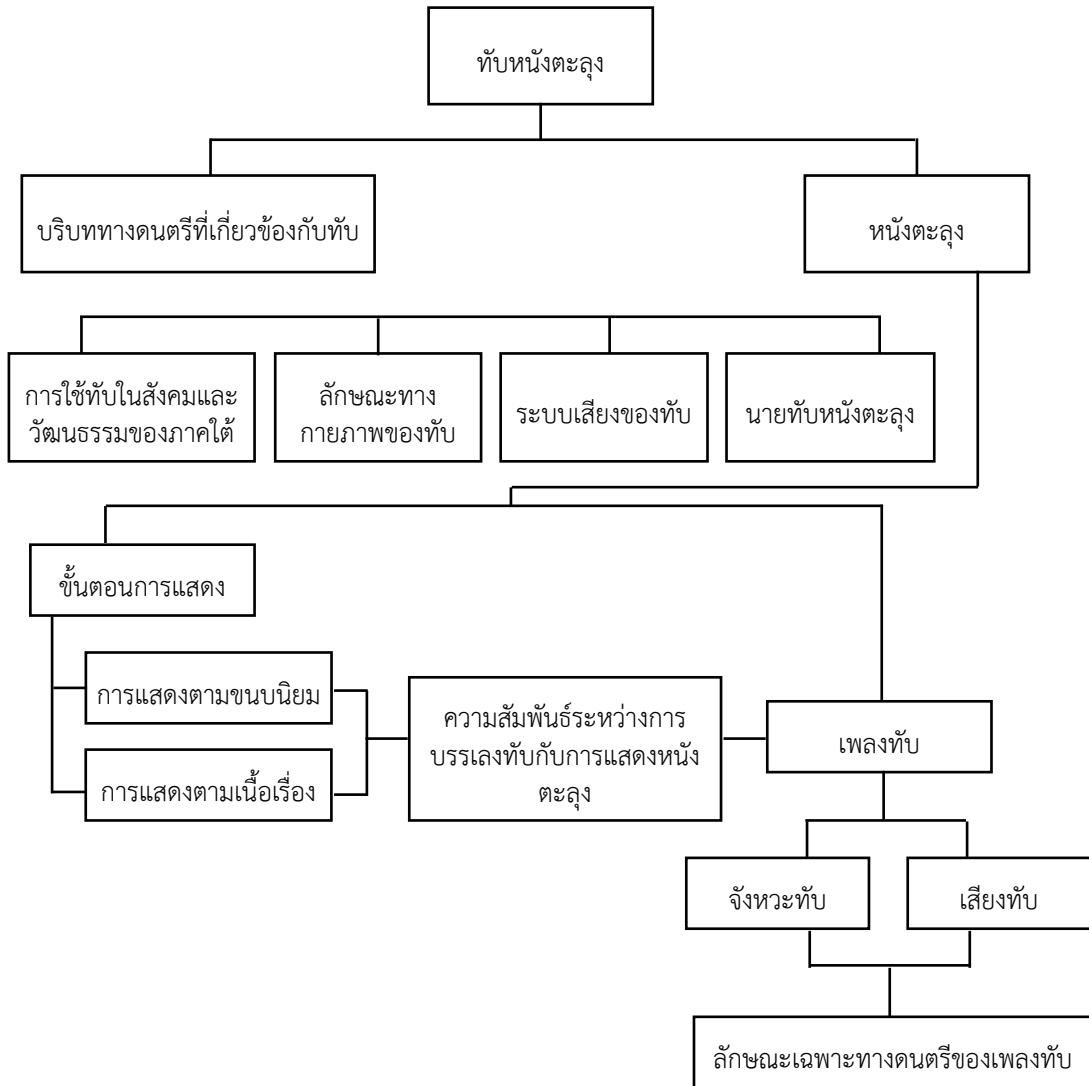 ทับหนังตะลุง
บริบททางดนตรีที่เกี่ยวข้องกับทับ
หนังตะลุง
การใช้ทับในสังคมและ
วัฒนธรรมของภาคใต้
ลักษณะทาง
กายภาพของทับ
ระบบเสียงของทับ
นายทับหนังตะลุง
ขั้นตอนการแสดง
การแสดงตามขนบนิยม
การแสดงตามเนื้อเรื่อง
ความสัมพันธ์ระหว่างการ
บรรเลงทับกับการแสดงหนัง
ตะลุง
เพลงทับ
จังหวะทับ
เสียงทับ
ลักษณะเฉพาะทางดนตรีของเพลงทับ